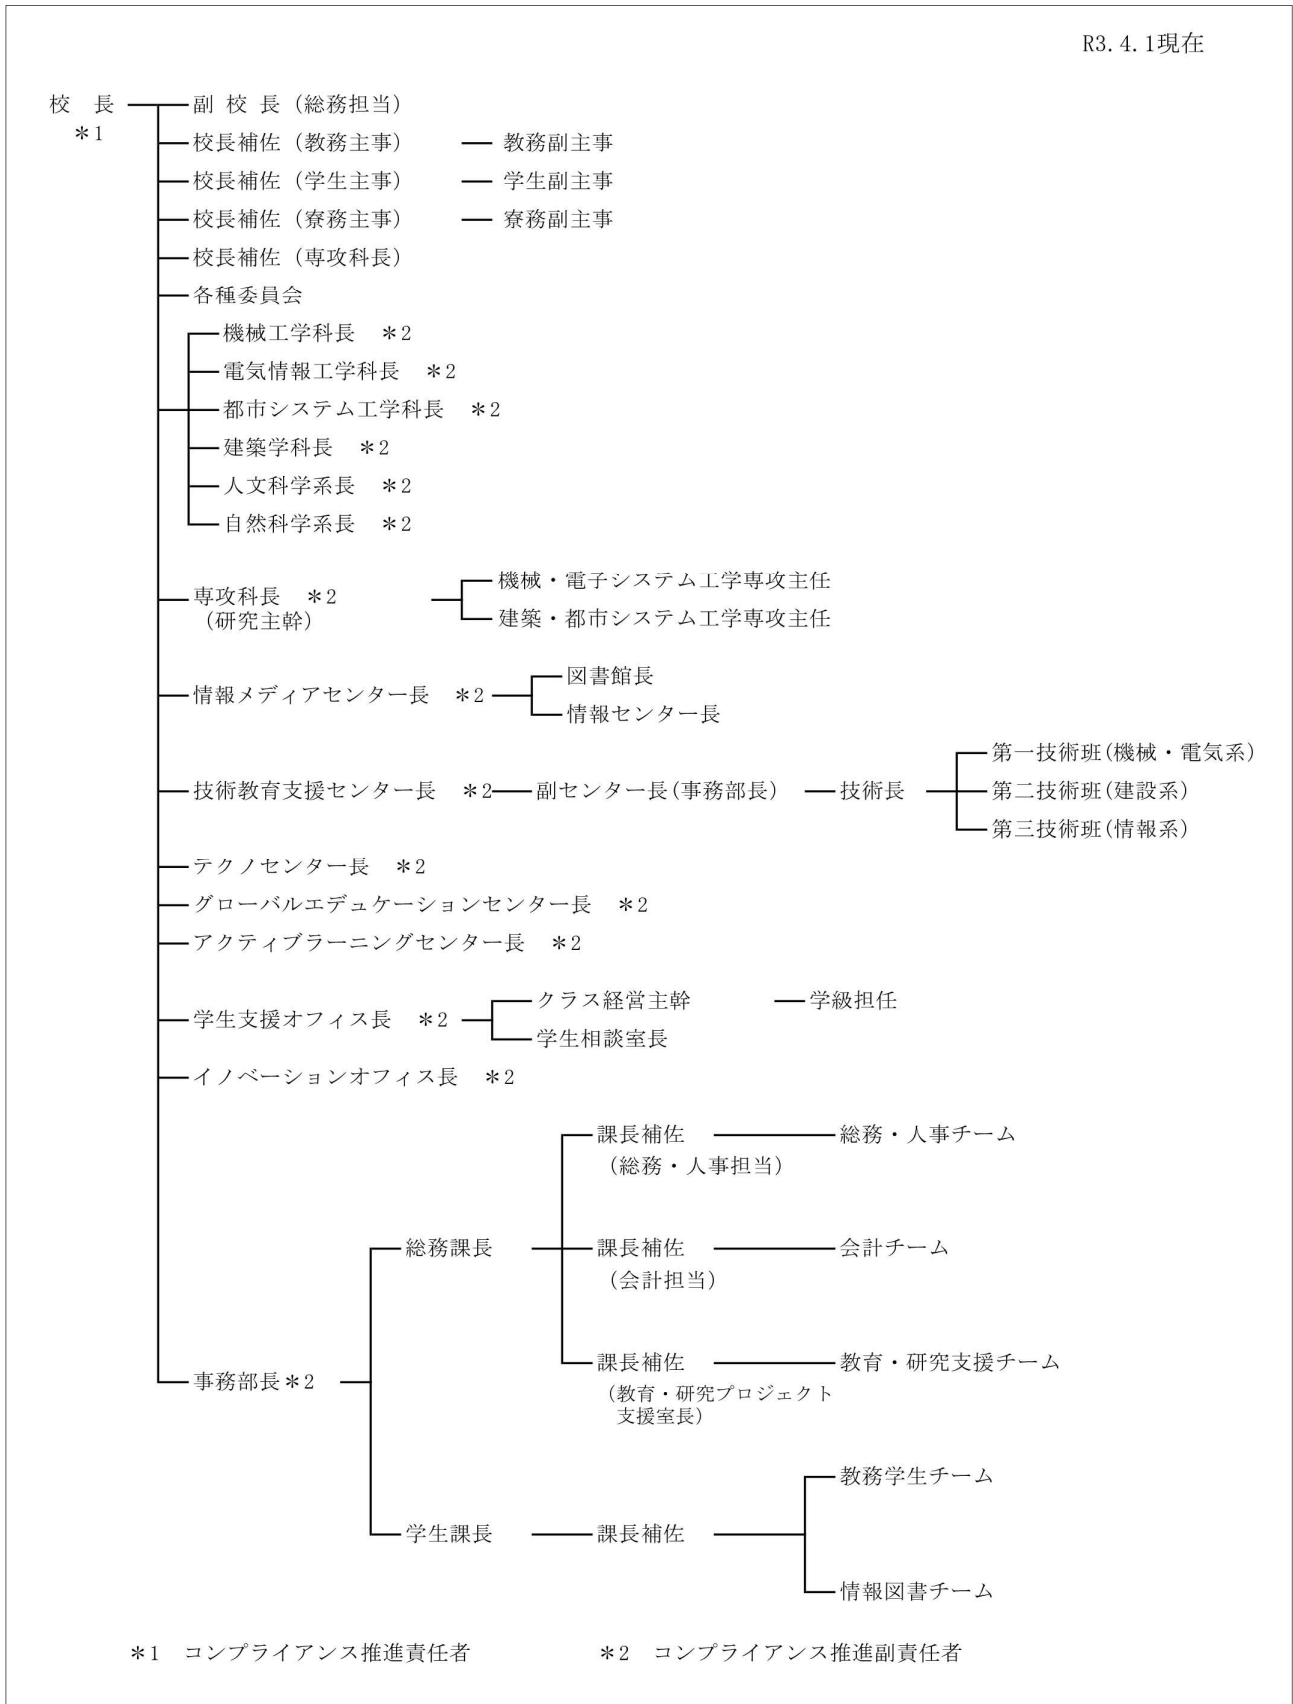 R3.4.1現在
校　長　副 校 長（総務担当）
＊1
校長補佐（教務主事）　教務副主事
校長補佐（学生主事）　学生副主事
校長補佐（寮務主事）　寮務副主事
校長補佐（専攻科長）
各種委員会
機械工学科長　＊2
電気情報工学科長　＊2
都市システム工学科長　＊2
建築学科長　＊2
人文科学系長　＊2
自然科学系長　＊2
専攻科長　＊2
（研究主幹）
機械・電子システム工学専攻主任
建築・都市システム工学専攻主任
情報メディアセンター長　＊2
図書館長
情報センター長
技術教育支援センター長　＊2　副センター長(事務部長)　技術長
第一技術班(機械・電気系)
第二技術班(建設系)
第三技術班(情報系)
テクノセンター長　＊2
グローバルエデュケーションセンター長　＊2
アクティブラーニングセンター長　＊2
学生支援オフィス長　＊2
クラス経営主幹　学級担任
学生相談室長
イノベーションオフィス長　＊2
事務部長＊2
総務課長
課長補佐　総務・人事チーム
（総務・人事担当）
課長補佐　会計チーム
（会計担当）
課長補佐　教育・研究支援チーム
（教育・研究プロジェクト
支援室長）
学生課長　課長補佐
教務学生チーム
情報図書チーム
＊1　コンプライアンス推進責任者　＊2　コンプライアンス推進副責任者